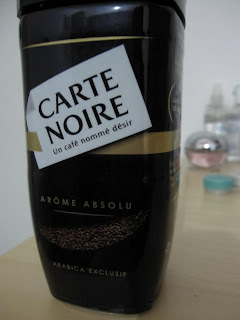 CARTE
NOIRE
Un café nommé désir
ARÔME ABSOLU
ARABICA EXCLUSIF